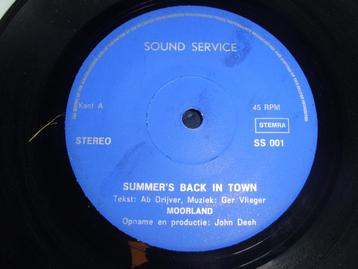 SOUND SERVICE
Kant A
45 RPM
STEMRA
STEREO
SS 001
SUMMER'S BACK IN TOWN
Tekst: Ab Drijver, Muziek: Ger Vlieger
MOORLAND
Opname en productie: John Deeh